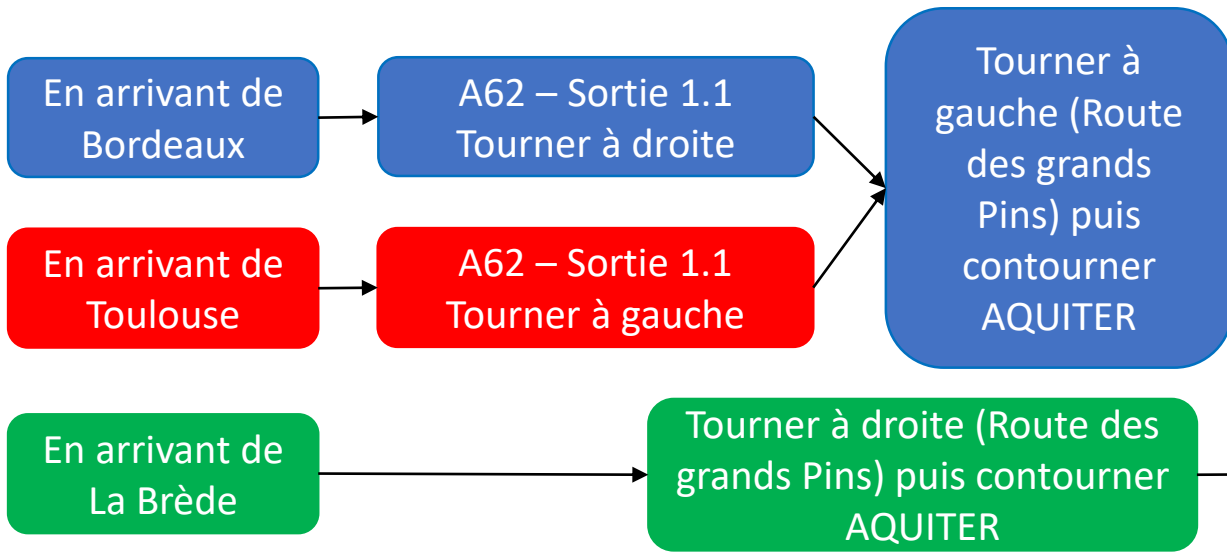 En arrivant de
Bordeaux
A62 – Sortie 1.1
Tourner à droite
Tourner à
gauche (Route
des grands
Pins) puis
contourner
AQUITER
En arrivant de
Toulouse
A62 – Sortie 1.1
Tourner à gauche
En arrivant de
La Brède
Tourner à droite (Route des
grands Pins) puis contourner
AQUITER